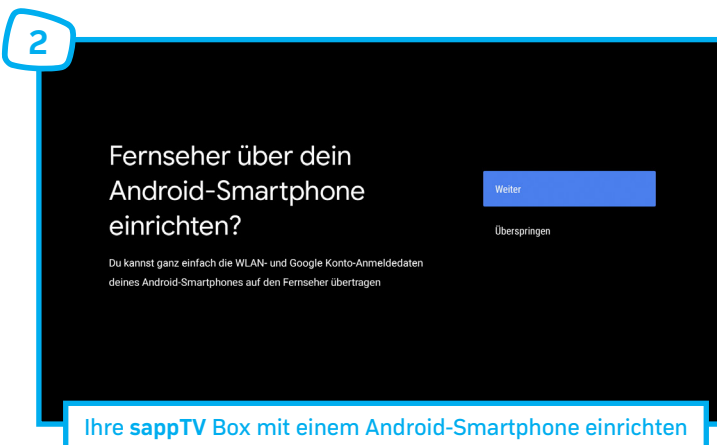 2
Fernseher über dein
Android-Smartphone
einrichten?
Du kannst ganz einfach die WLAN- und Google Konto-Anmeldedaten
deines Android-Smartphones auf den Fernseher übertragen
Weiter
Überspringen
Ihre sappTV Box mit einem Android-Smartphone einrichten